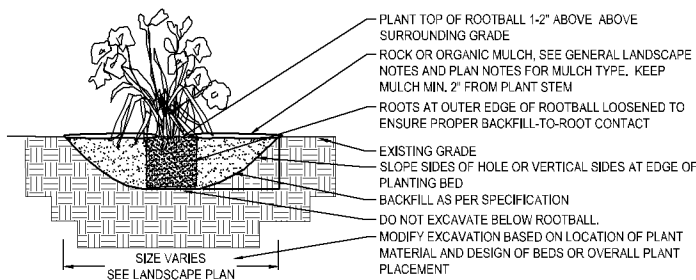 PLANT TOP OF ROOTBALL 1-2" ABOVE ABOVE
SURROUNDING GRADE
ROCK OR ORGANIC MULCH, SEE GENERAL LANDSCAPE
NOTES AND PLAN NOTES FOR MULCH TYPE. KEEP
MULCH MIN. 2" FROM PLANT STEM
ROOTS AT OUTER EDGE OF ROOTBALL LOOSENED TO
ENSURE PROPER BACKFILL-TO-ROOT CONTACT
EXISTING GRADE
SLOPE SIDES OF HOLE OR VERTICAL SIDES AT EDGE OF
PLANTING BED
BACKFILL AS PER SPECIFICATION
DO NOT EXCAVATE BELOW ROOTBALL.
MODIFY EXCAVATION BASED ON LOCATION OF PLANT
MATERIAL AND DESIGN OF BEDS OR OVERALL PLANT
PLACEMENT
SIZE VARIES
SEE LANDSCAPE PLAN